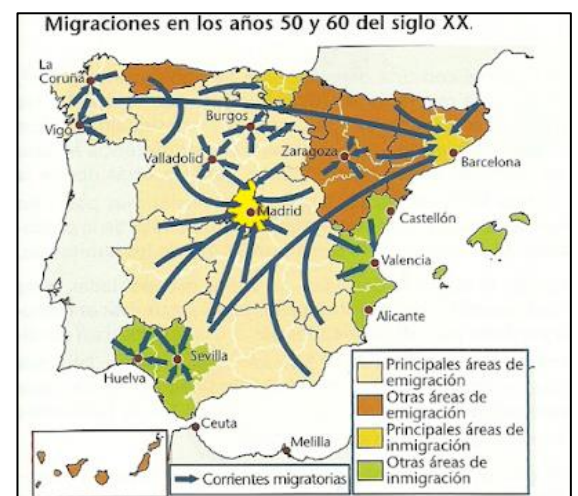 Migraciones en los años 50 y 60 del siglo XX.
La
Coruña
Vigo
Burgos
Valladolid
Zaragoza
Barcelona
Madrid
Castellón
Valencia
Alicante
Sevilla
Huelva
Ceuta
Melilla
Principales áreas de
emigración
Otras áreas de
emigración
Principales áreas de
inmigración
Otras áreas de
inmigración
Corrientes migratorias